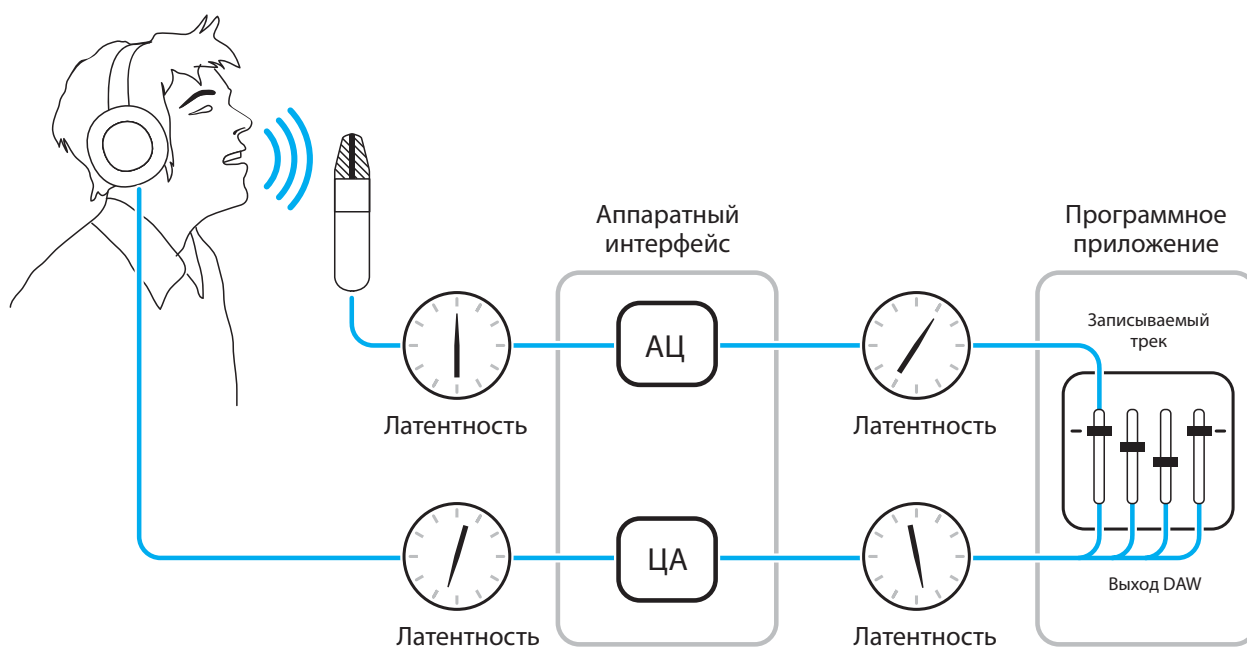 Аппаратный
интерфейс
Программное
приложение
Записываемый
трек
АЦ
Латентность
Латентность
ЦА
Выход DAW
Латентность
Латентность